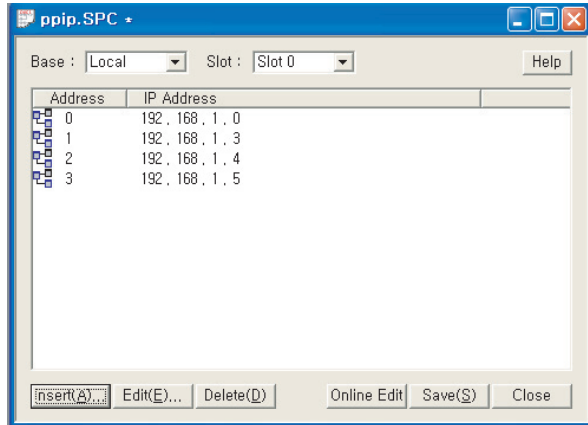 ppip.SPC *
Base : Local Slot : Slot 0 Help
Address IP Address
0 192 . 168 . 1 . 0
1 192 . 168 . 1 . 3
2 192 . 168 . 1 . 4
3 192 . 168 . 1 . 5
Insert(A)... Edit(E)... Delete(D) Online Edit Save(S) Close